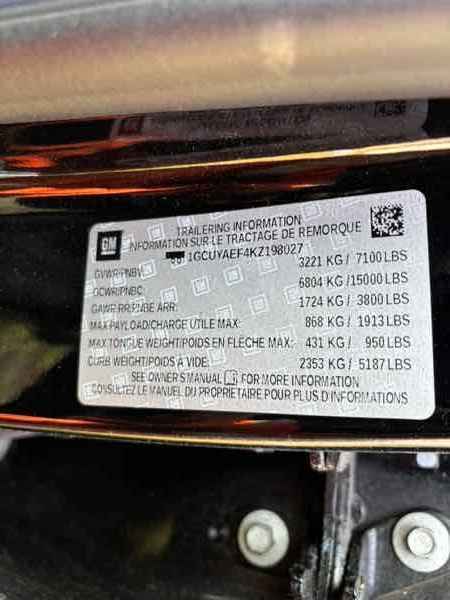 GM
TRAILERING INFORMATION
INFORMATION SUR LE TRACTAGE DE REMORQUE
1GCUYAEF4KZ198027
GVWR/PNBV: 3221 KG / 7100 LBS
GCWR/PNBC: 6804 KG/15000 LBS
GAWR RR/PNBE ARR: 1724 KG / 3800 LBS
MAX PAYLOAD/CHARGE UTILE MAX: 868 KG / 1913 LBS
MAX TONGUE WEIGHT/POIDS EN FLÈCHE MAX: 431 KG / 950 LBS
CURB WEIGHT/POIDS À VIDE: 2353 KG / 5187 LBS
SEE OWNER'S MANUAL FOR MORE INFORMATION
CONSULTEZ LE MANUEL DU PROPRIETAIRE POUR PLUS D'INFORMATIONS